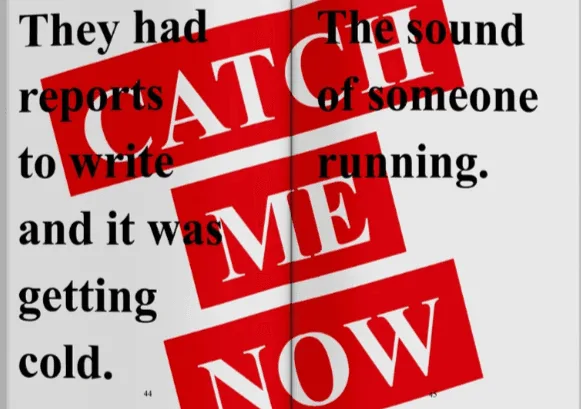 They had
reports
to write
and it was
getting
cold.
The sound
of someone
running.
CATCH
ME
NOW
44
45